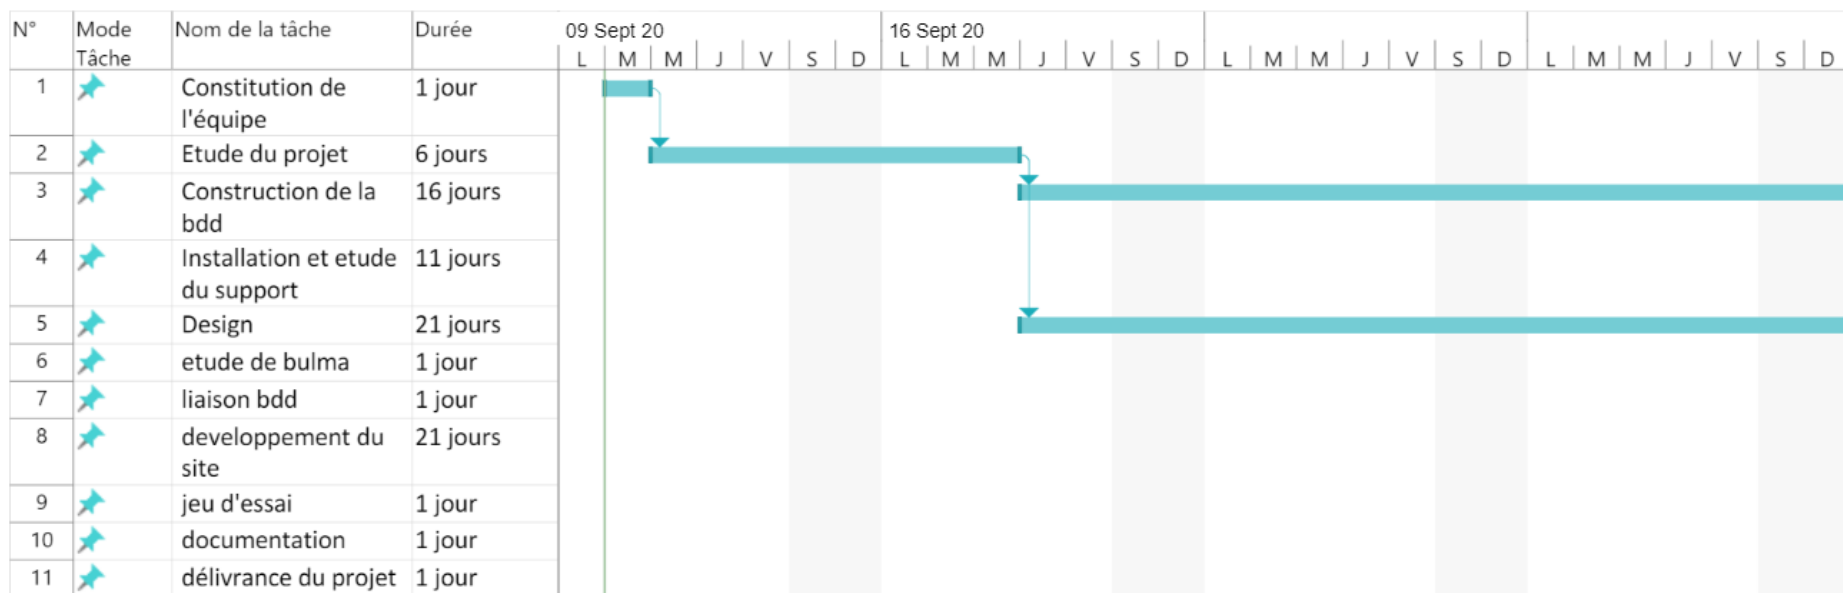 N° Mode Tâche Nom de la tâche Durée 09 Sept 20 16 Sept 20
L M M J V S D L M M J V S D L M M J V S D L M M J V S D
1 Constitution de l'équipe 1 jour
2 Etude du projet 6 jours
3 Construction de la bdd 16 jours
4 Installation et etude du support 11 jours
5 Design 21 jours
6 etude de bulma 1 jour
7 liaison bdd 1 jour
8 developpement du site 21 jours
9 jeu d'essai 1 jour
10 documentation 1 jour
11 délivrance du projet 1 jour